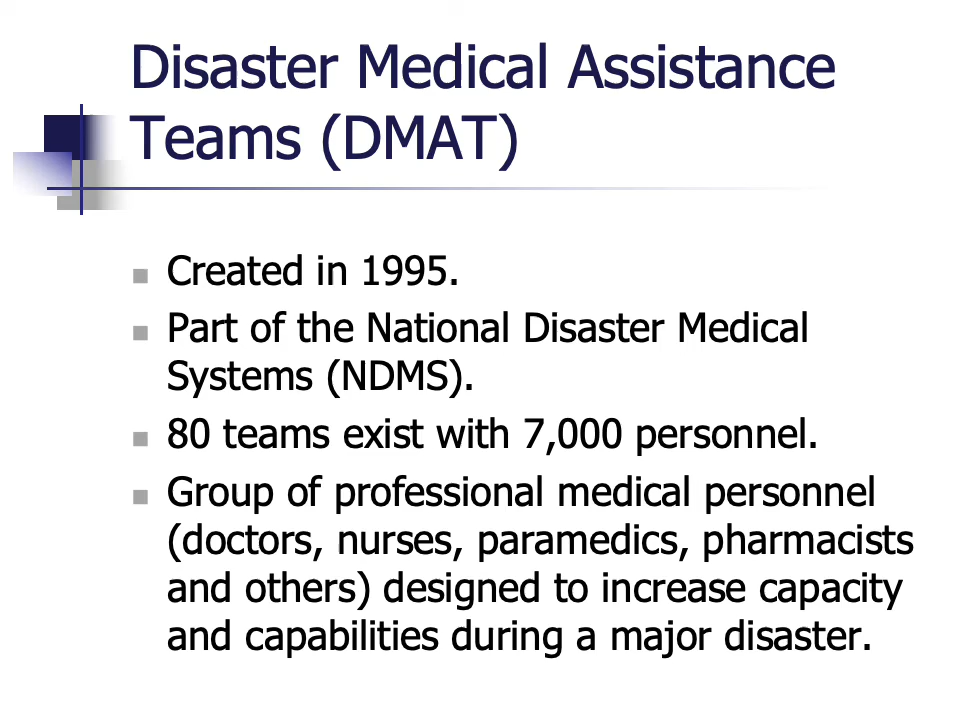 Disaster Medical Assistance
Teams (DMAT)
Created in 1995.
Part of the National Disaster Medical
Systems (NDMS).
80 teams exist with 7,000 personnel.
Group of professional medical personnel
(doctors, nurses, paramedics, pharmacists
and others) designed to increase capacity
and capabilities during a major disaster.